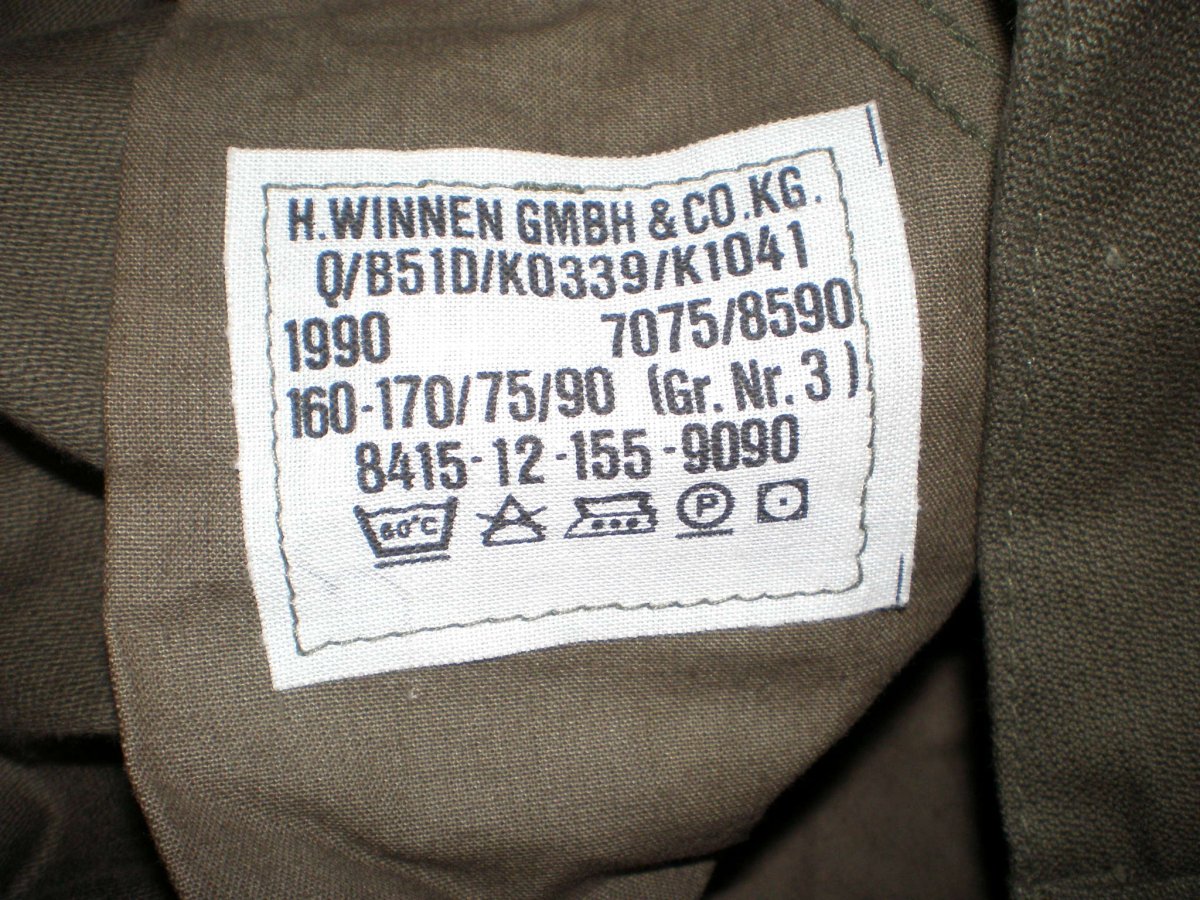 H.WINNEN GMBH & CO.KG.
Q/B51D/K0339/K1041
1990 7075/8590
160-170/75/90 (Gr. Nr. 3 )
8415-12-155-9090
60°C P